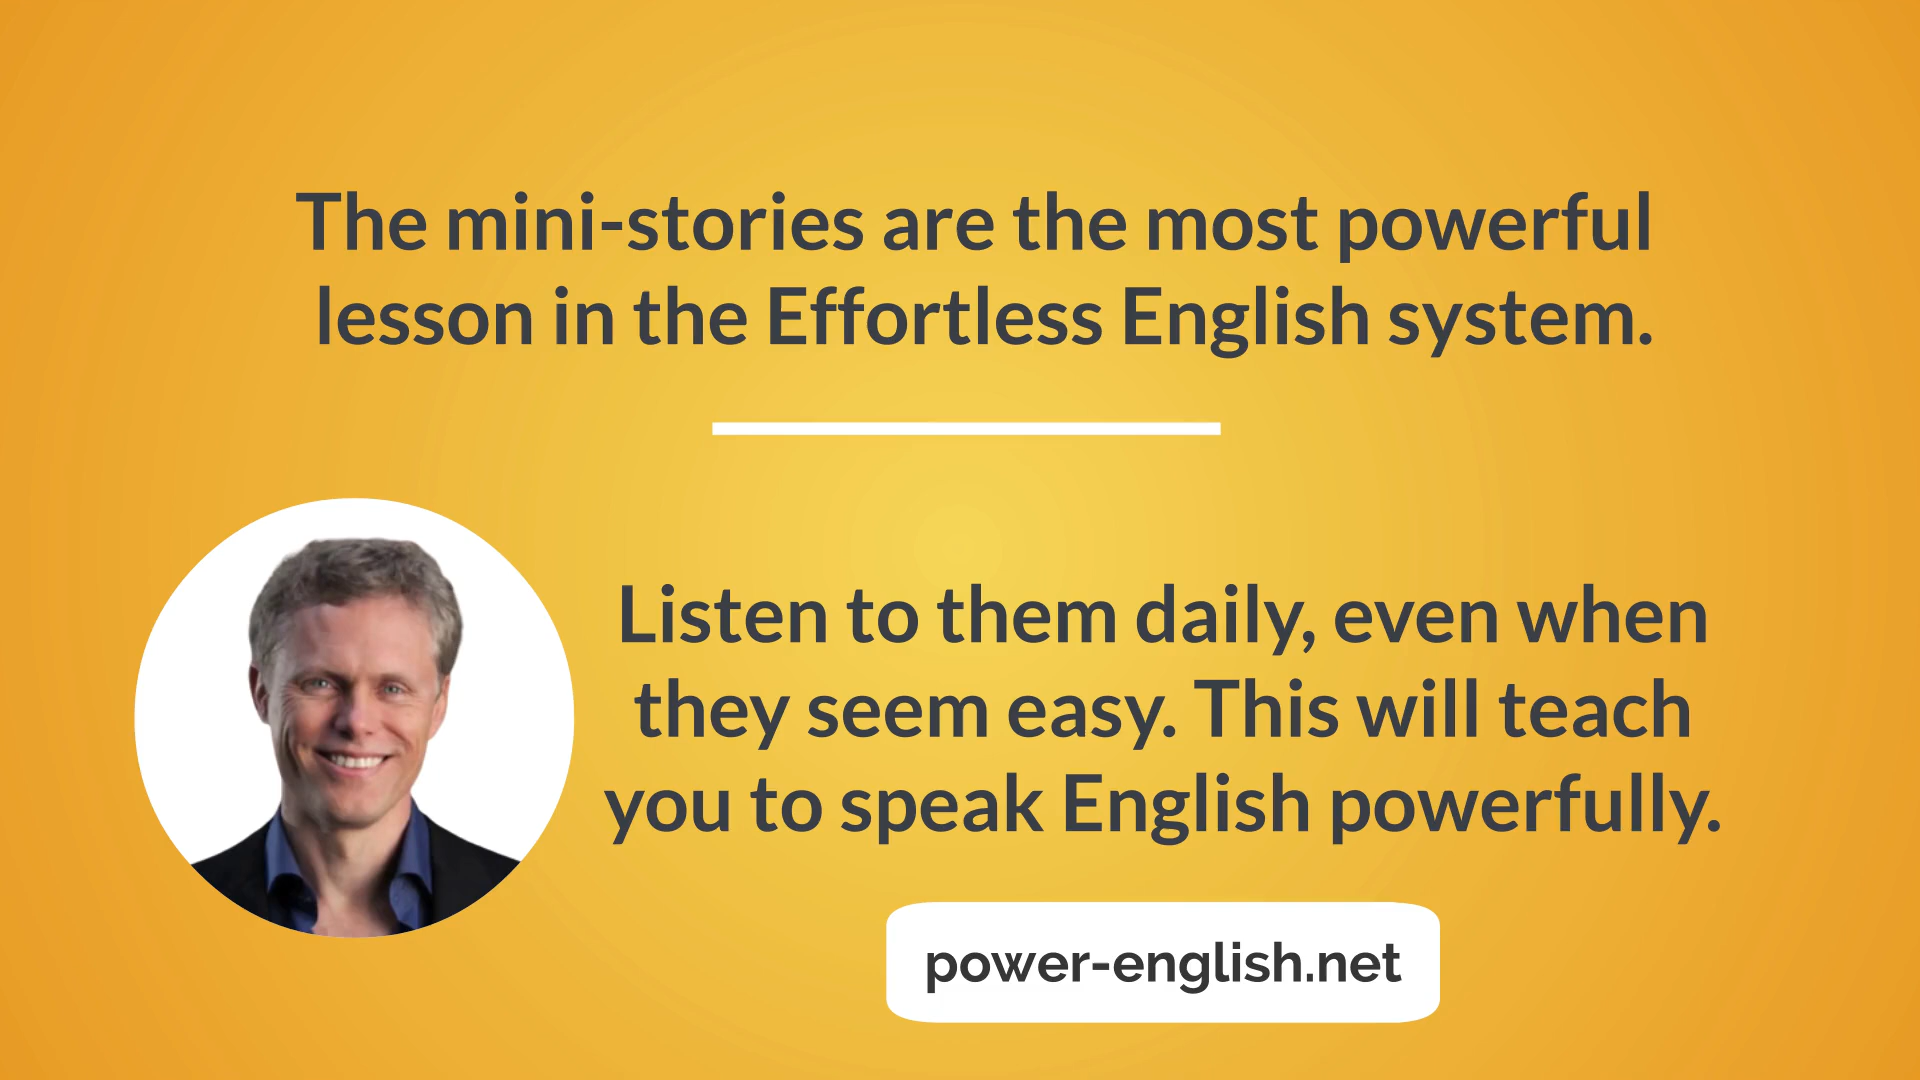 The mini-stories are the most powerful
lesson in the Effortless English system.
Listen to them daily, even when
they seem easy. This will teach
you to speak English powerfully.
power-english.net